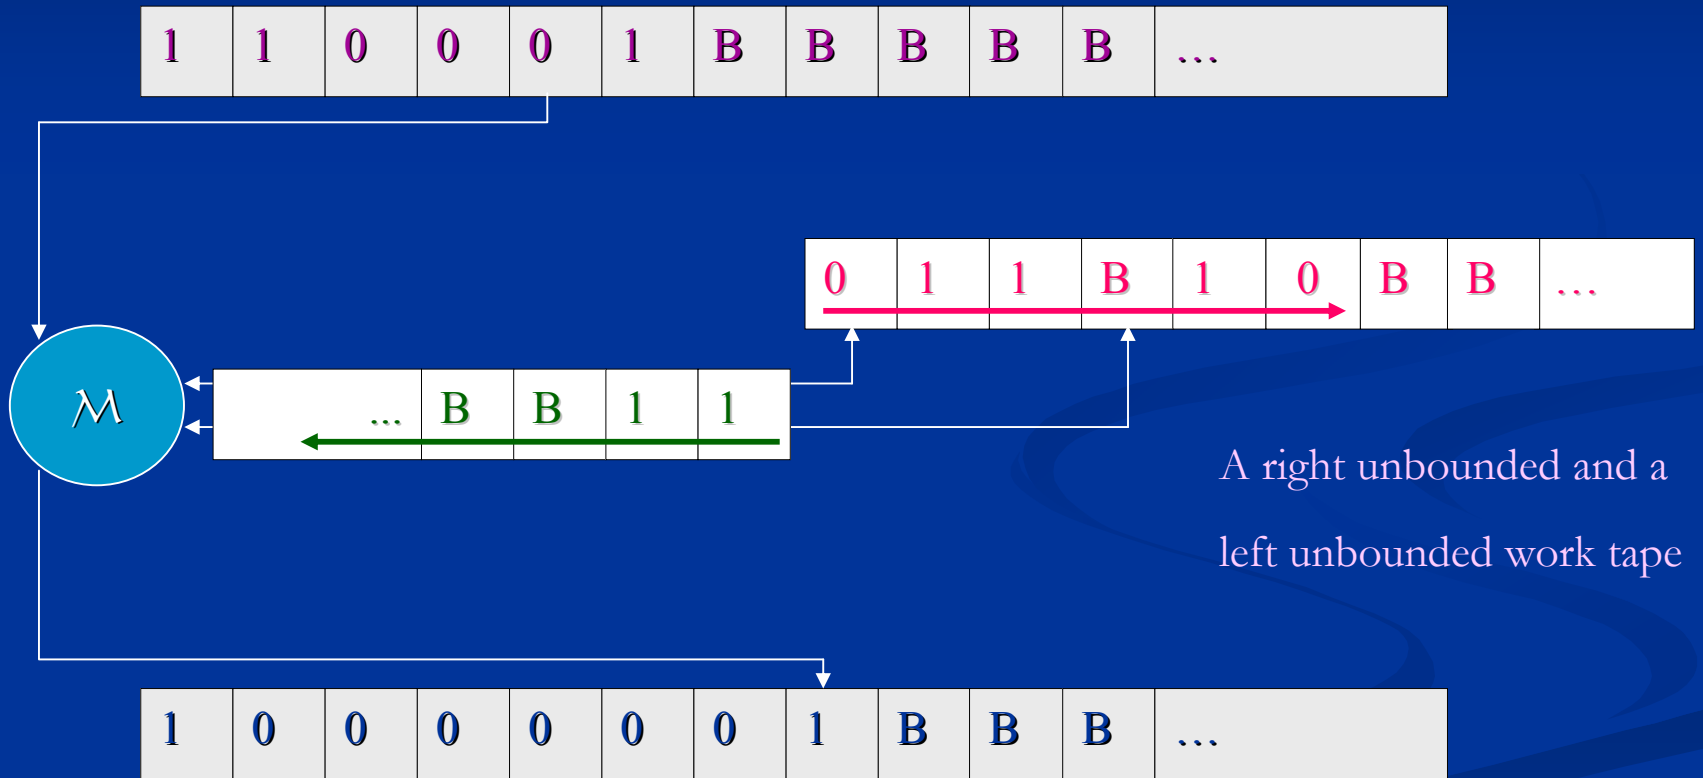 1 1 0 0 0 1 B B B B B ...
0 1 1 B 1 0 B B ...
M ... B B 1 1
A right unbounded and a
left unbounded work tape
1 0 0 0 0 0 0 1 B B B ...